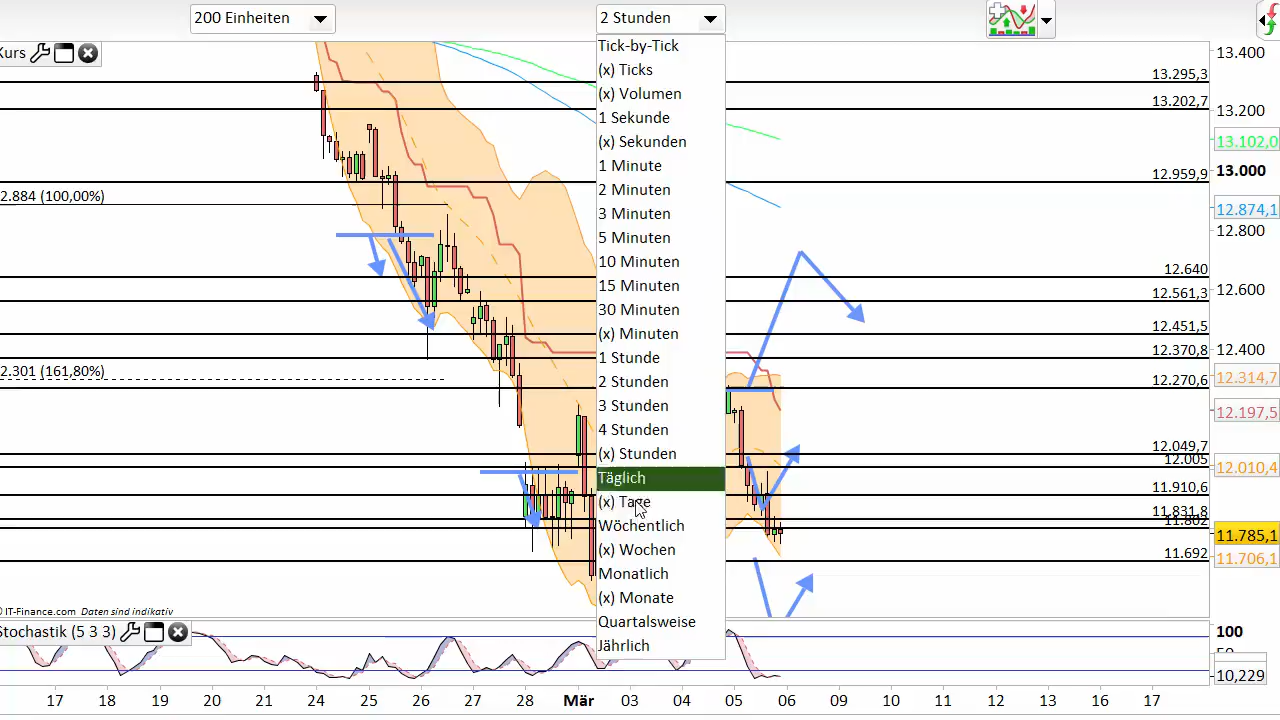 200 Einheiten
2 Stunden
Kurs
Tick-by-Tick
(x) Ticks
(x) Volumen
1 Sekunde
(x) Sekunden
1 Minute
2 Minuten
3 Minuten
5 Minuten
10 Minuten
15 Minuten
30 Minuten
(x) Minuten
1 Stunde
2 Stunden
3 Stunden
4 Stunden
(x) Stunden
Täglich
(x) Tage
Wöchentlich
(x) Wochen
Monatlich
(x) Monate
Quartalsweise
Jährlich
2.884 (100,00%)
2.301 (161,80%)
13.295,3
13.202,7
12.959,9
12.640
12.561,3
12.451,5
12.370,8
12.270,6
12.049,7
12.005
11.910,6
11.831,8
11.802
11.692
13.400
13.200
13.102,0
13.000
12.874,1
12.800
12.600
12.400
12.314,7
12.197,5
12.010,4
11.785,1
11.706,1
© IT-Finance.com Daten sind indikativ
Stochastik (5 3 3)
100
10,229
17 18 19 20 21 24 25 26 27 28 Mär 03 04 05 06 09 10 11 12 13 16 17